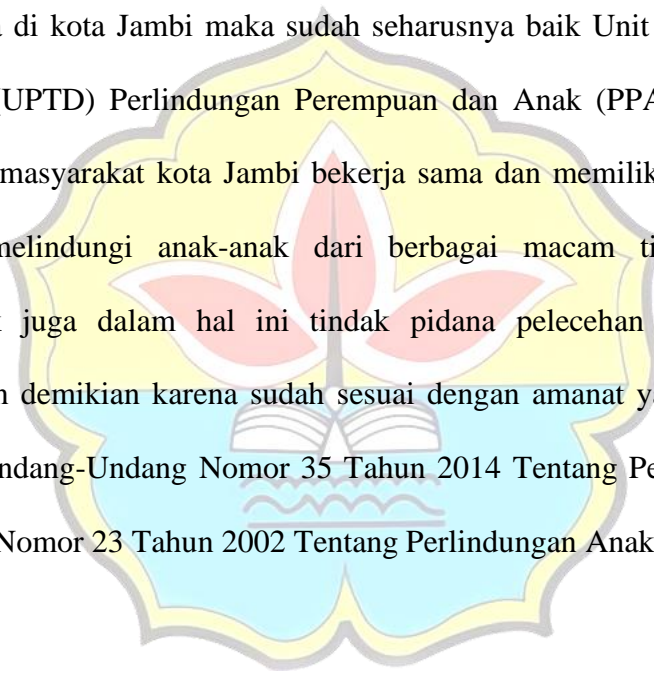 di kota Jambi maka sudah seharusnya baik Unit
(UPTD) Perlindungan Perempuan dan Anak (PPA
masyarakat kota Jambi bekerja sama dan memilik
melindungi anak-anak dari berbagai macam ti
juga dalam hal ini tindak pidana pelecehan
demikian karena sudah sesuai dengan amanat ya
ndang-Undang Nomor 35 Tahun 2014 Tentang Pe
Nomor 23 Tahun 2002 Tentang Perlindungan Anak